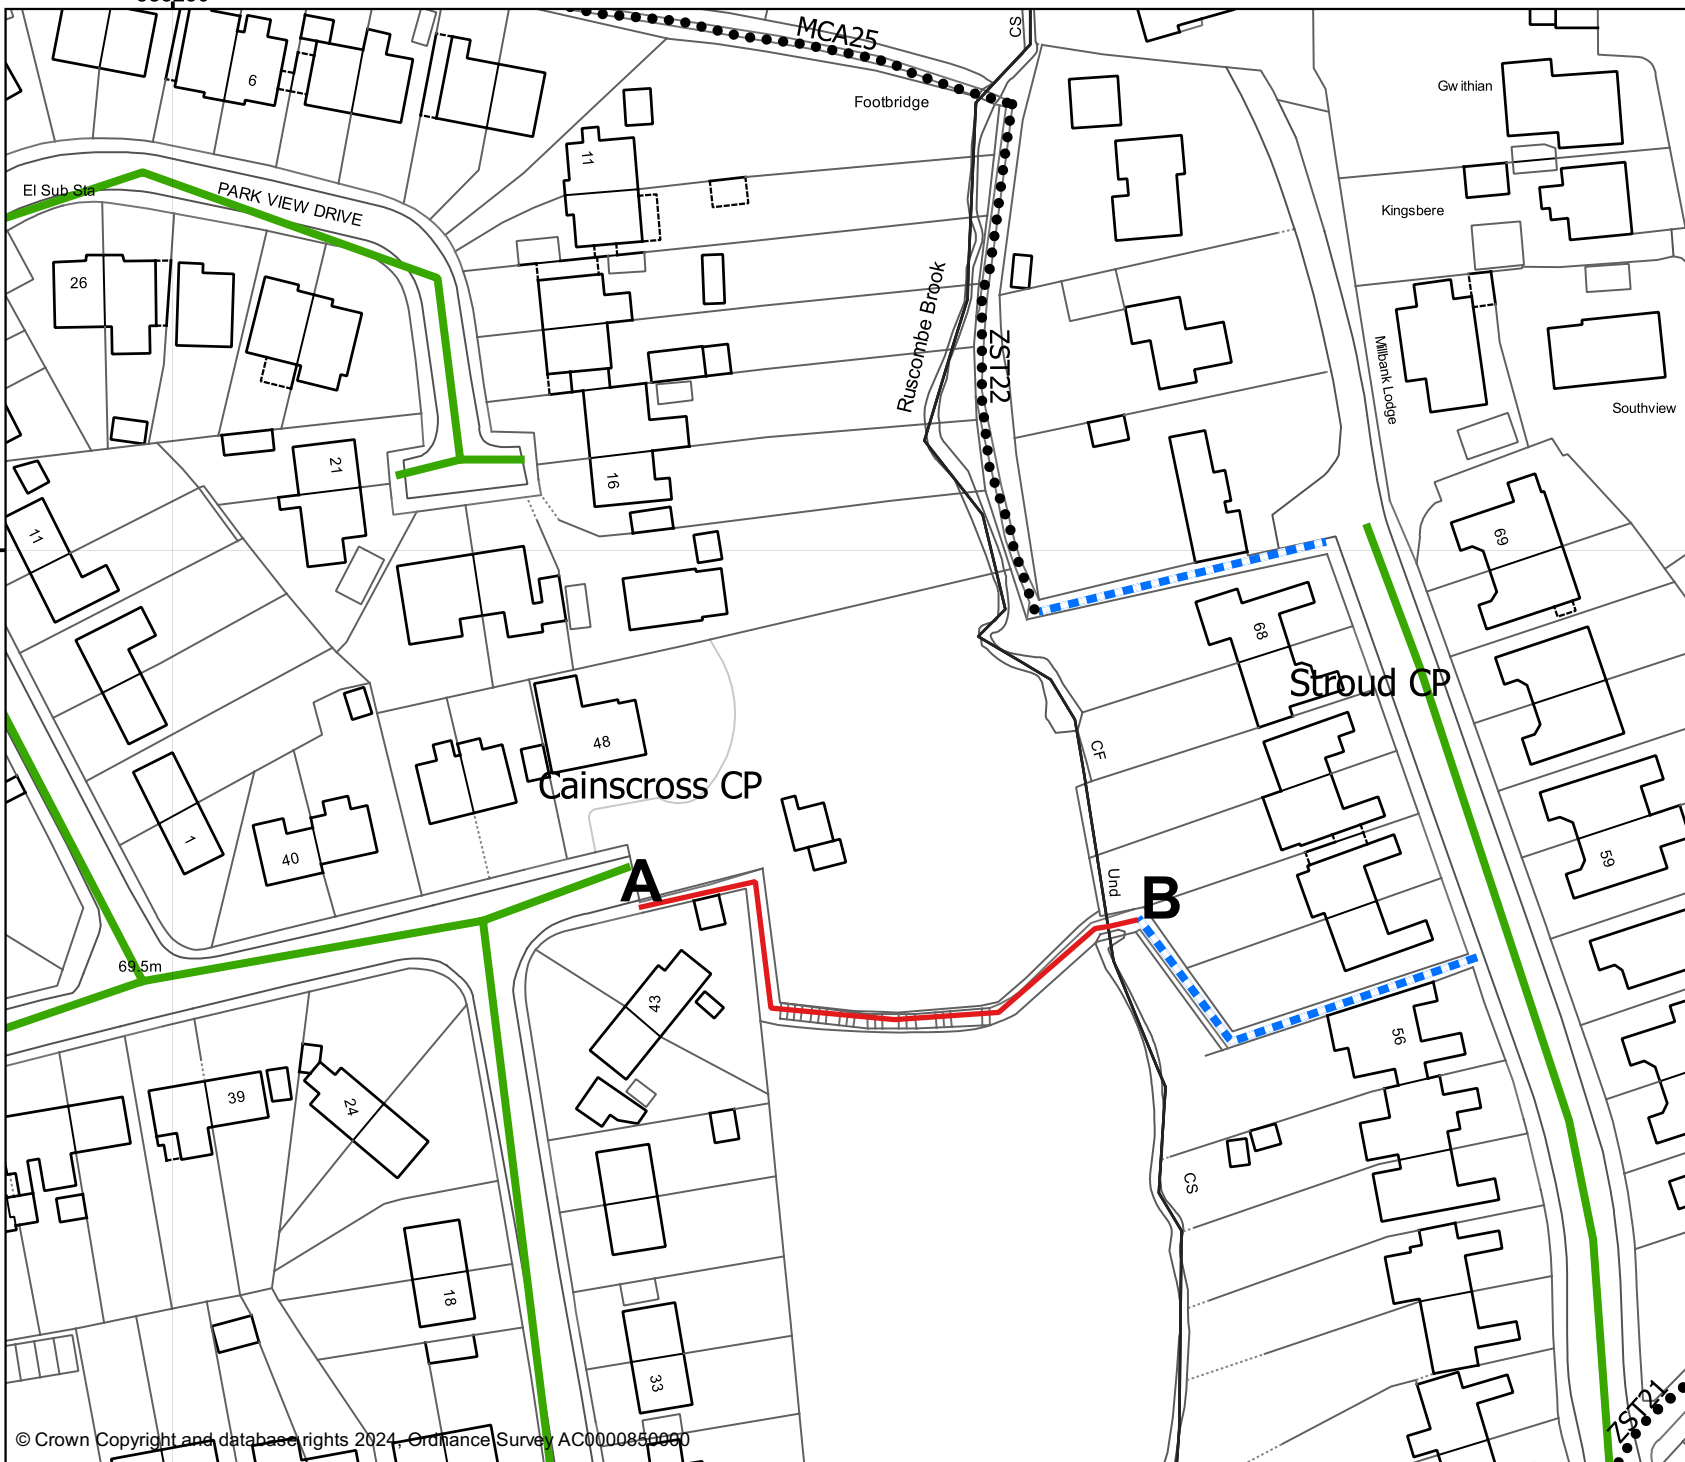 MCA25
CS
6
Footbridge
Gwithian
11
El Sub Sta
PARK VIEW DRIVE
Kingsbere
26
Ruscombe Brook
ZST22
Millbank Lodge
Southview
21
16
11
69
68
Stroud CP
48
CF
Cainscross CP
1
40
59
A
Und
B
69.5m
43
56
39
24
CS
18
33
ZST21
© Crown Copyright and database rights 2024, Ordnance Survey AC0000850000